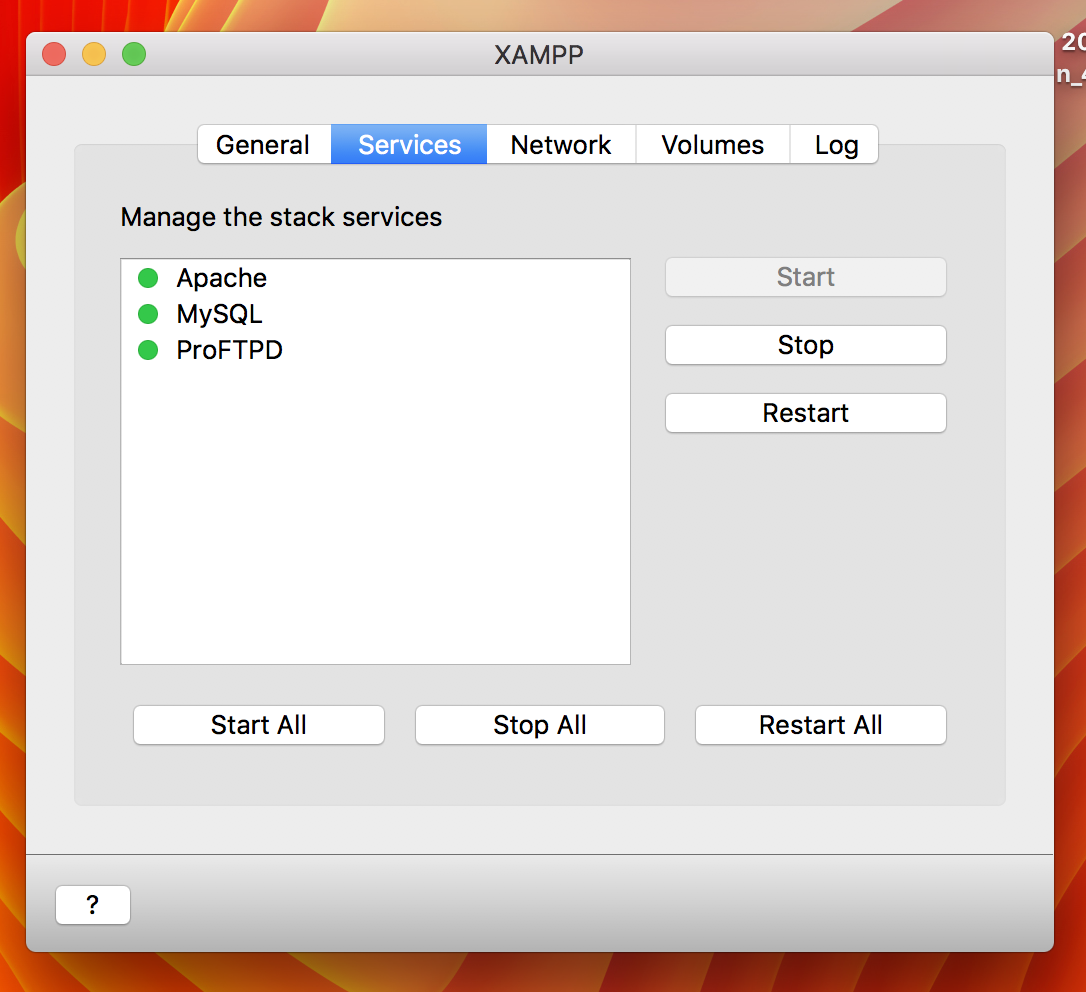 XAMPP
20
n_4
General Services Network Volumes Log
Manage the stack services
Apache
MySQL
ProFTPD
Start
Stop
Restart
Start All Stop All Restart All
?